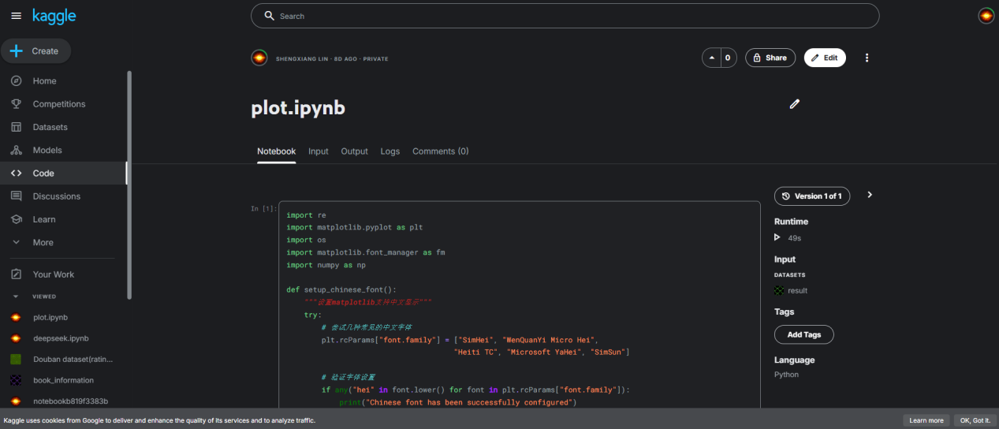 kaggle
Search
Create
Home
Competitions
Datasets
Models
Code
Discussions
Learn
More
Your Work
VIEWED
plot.ipynb
deepseek.ipynb
Douban dataset(ratin...
book_information
notebookb819f3383b
SHENGXIANG LIN · 8D AGO · PRIVATE
0
Share
Edit
plot.ipynb
Notebook Input Output Logs Comments (0)
In [1]:
import re
import matplotlib.pyplot as plt
import os
import matplotlib.font_manager as fm
import numpy as np
def setup_chinese_font():
"""设置matplotlib支持中文显示"""
try:
# 尝试几种常见的中文字体
plt.rcParams["font.family"] = ["SimHei", "WenQuanYi Micro Hei",
"Heiti TC", "Microsoft YaHei", "SimSun"]
# 验证字体设置
if any("hei" in font.lower() for font in plt.rcParams["font.family"]):
print("Chinese font has been successfully configured")
Version 1 of 1
Runtime
49s
Input
DATASETS
result
Tags
Add Tags
Language
Python
Kaggle uses cookies from Google to deliver and enhance the quality of its services and to analyze traffic.
Learn more
OK, Got it.